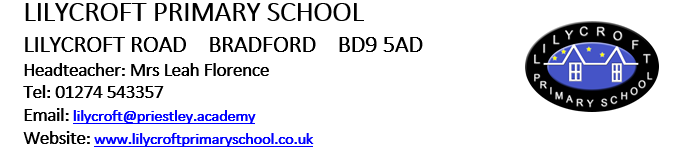 LILYCROFT PRIMARY SCHOOL
LILYCROFT ROAD BRADFORD BD9 5AD
Headteacher: Mrs Leah Florence
Tel: 01274 543357
Email: lilycroft@priestley.academy
Website: www.lilycroftprimaryschool.co.uk
LILYCROFT
PRIMARY SCHOOL